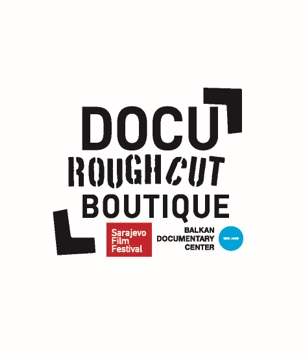 DOCU
ROUGH CUT
BOUTIQUE
Sarajevo
Film
Festival
BALKAN
DOCUMENTARY
CENTER